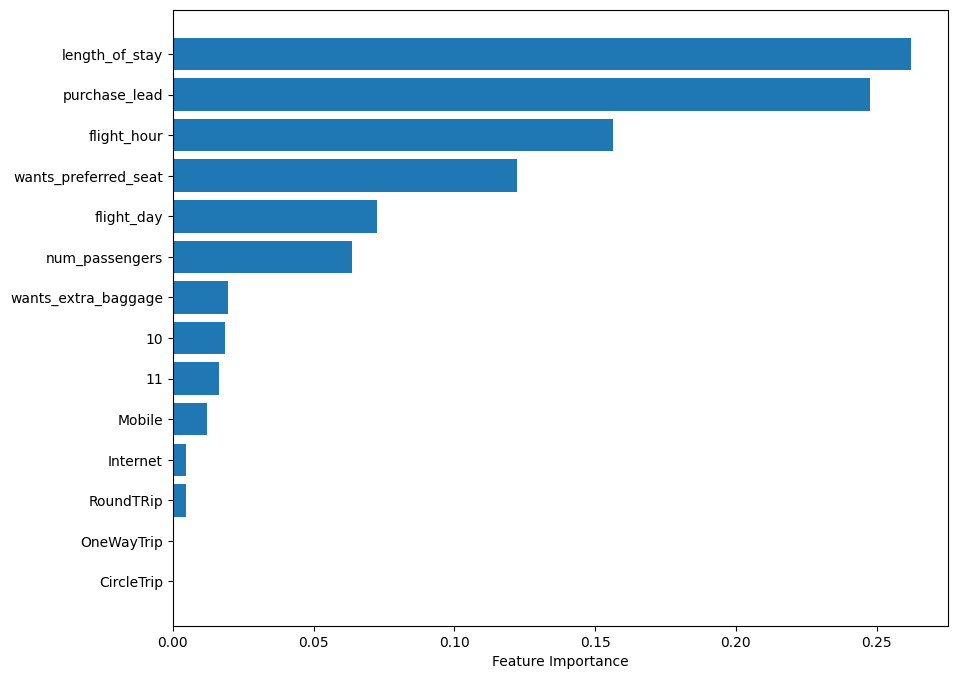 length_of_stay
purchase_lead
flight_hour
wants_preferred_seat
flight_day
num_passengers
wants_extra_baggage
10
11
Mobile
Internet
RoundTRip
OneWayTrip
CircleTrip
0.00 0.05 0.10 0.15 0.20 0.25
Feature Importance